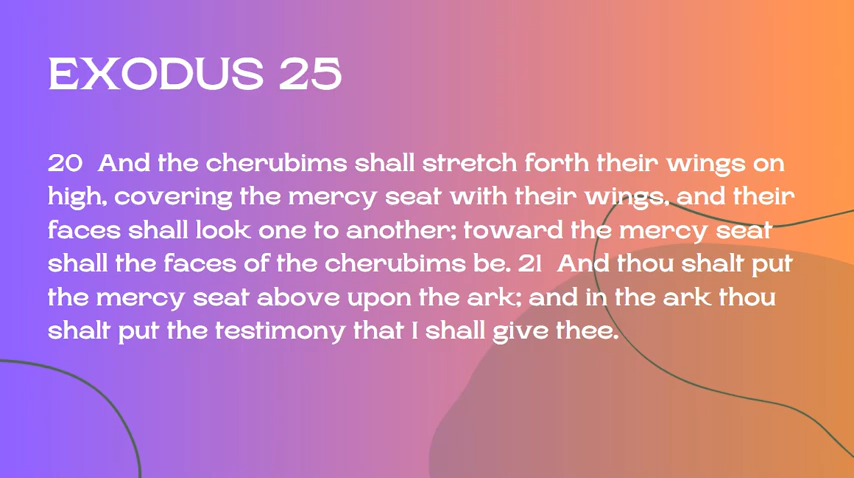 EXODUS 25
20 And the cherubims shall stretch forth their wings on
high, covering the mercy seat with their wings, and their
faces shall look one to another; toward the mercy seat
shall the faces of the cherubims be. 21 And thou shalt put
the mercy seat above upon the ark; and in the ark thou
shalt put the testimony that I shall give thee.